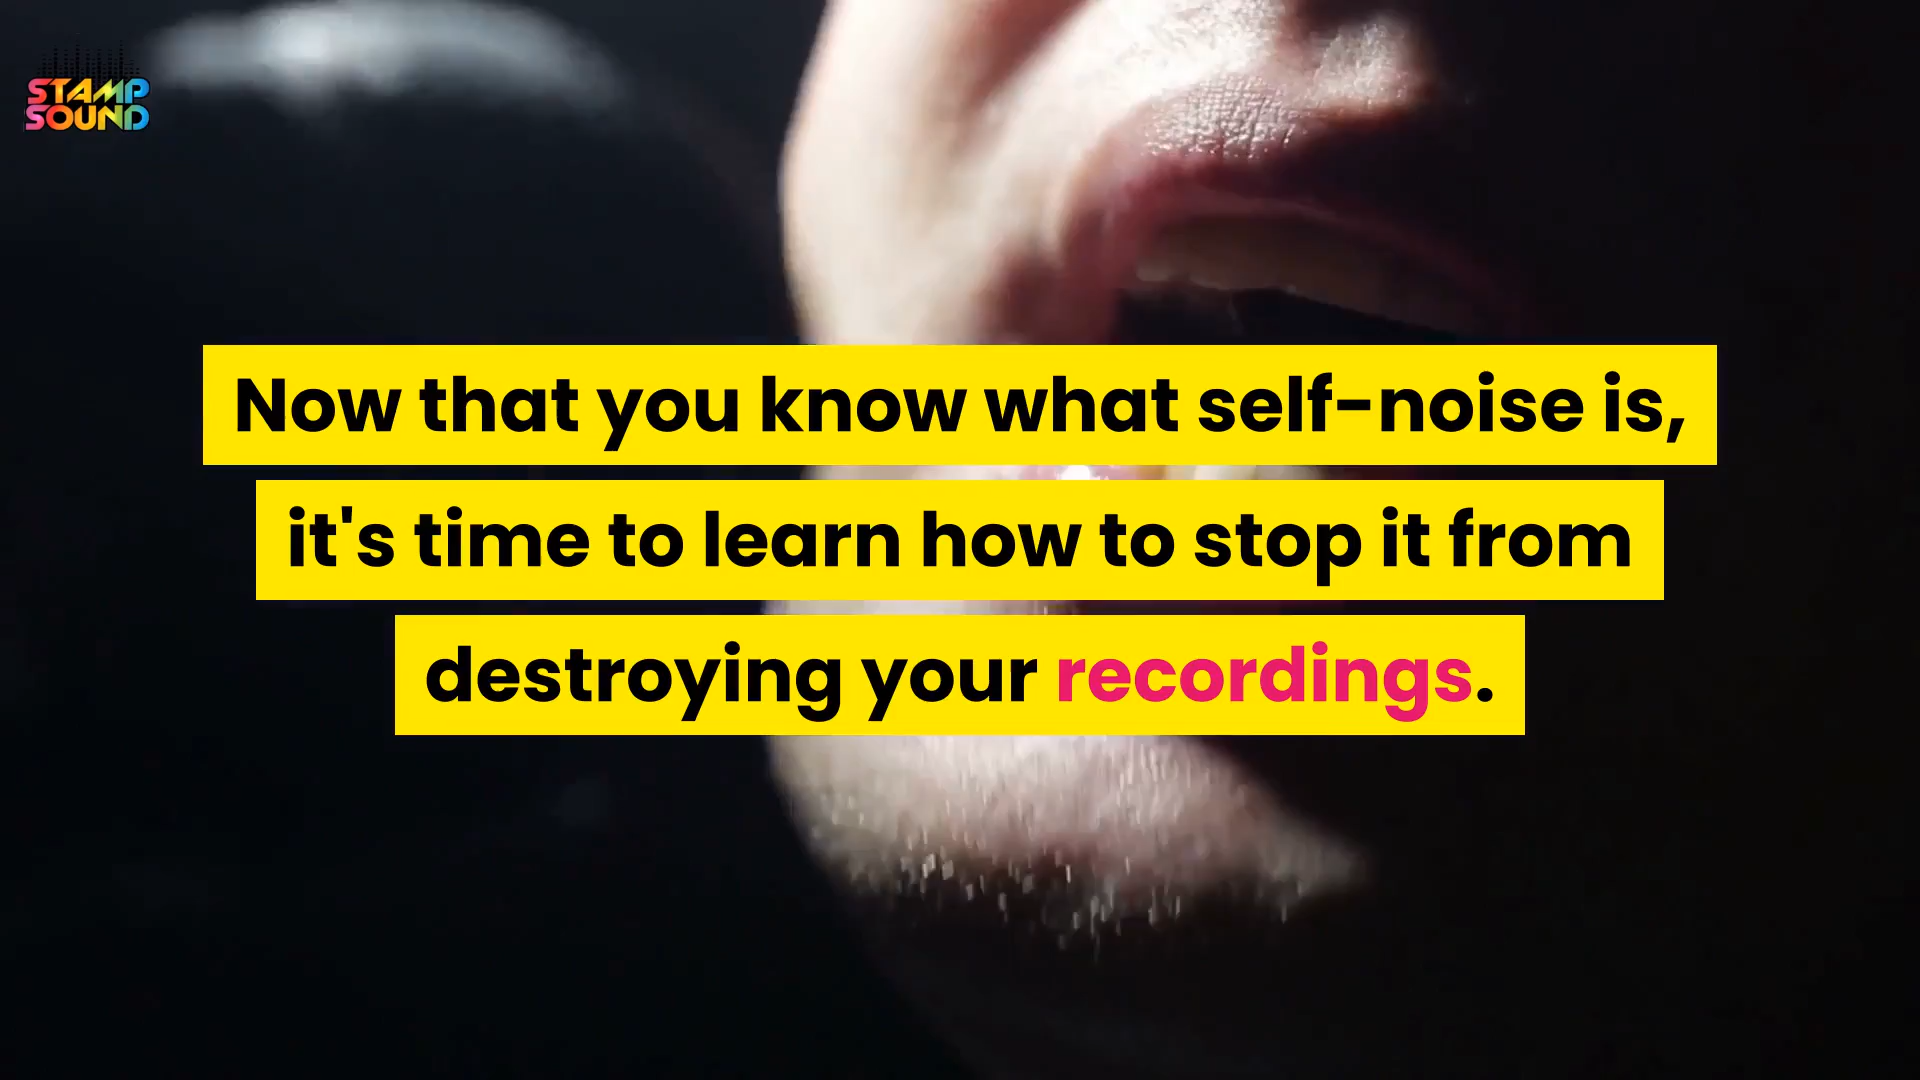 STAMP
SOUND
Now that you know what self-noise is,
it's time to learn how to stop it from
destroying your recordings.